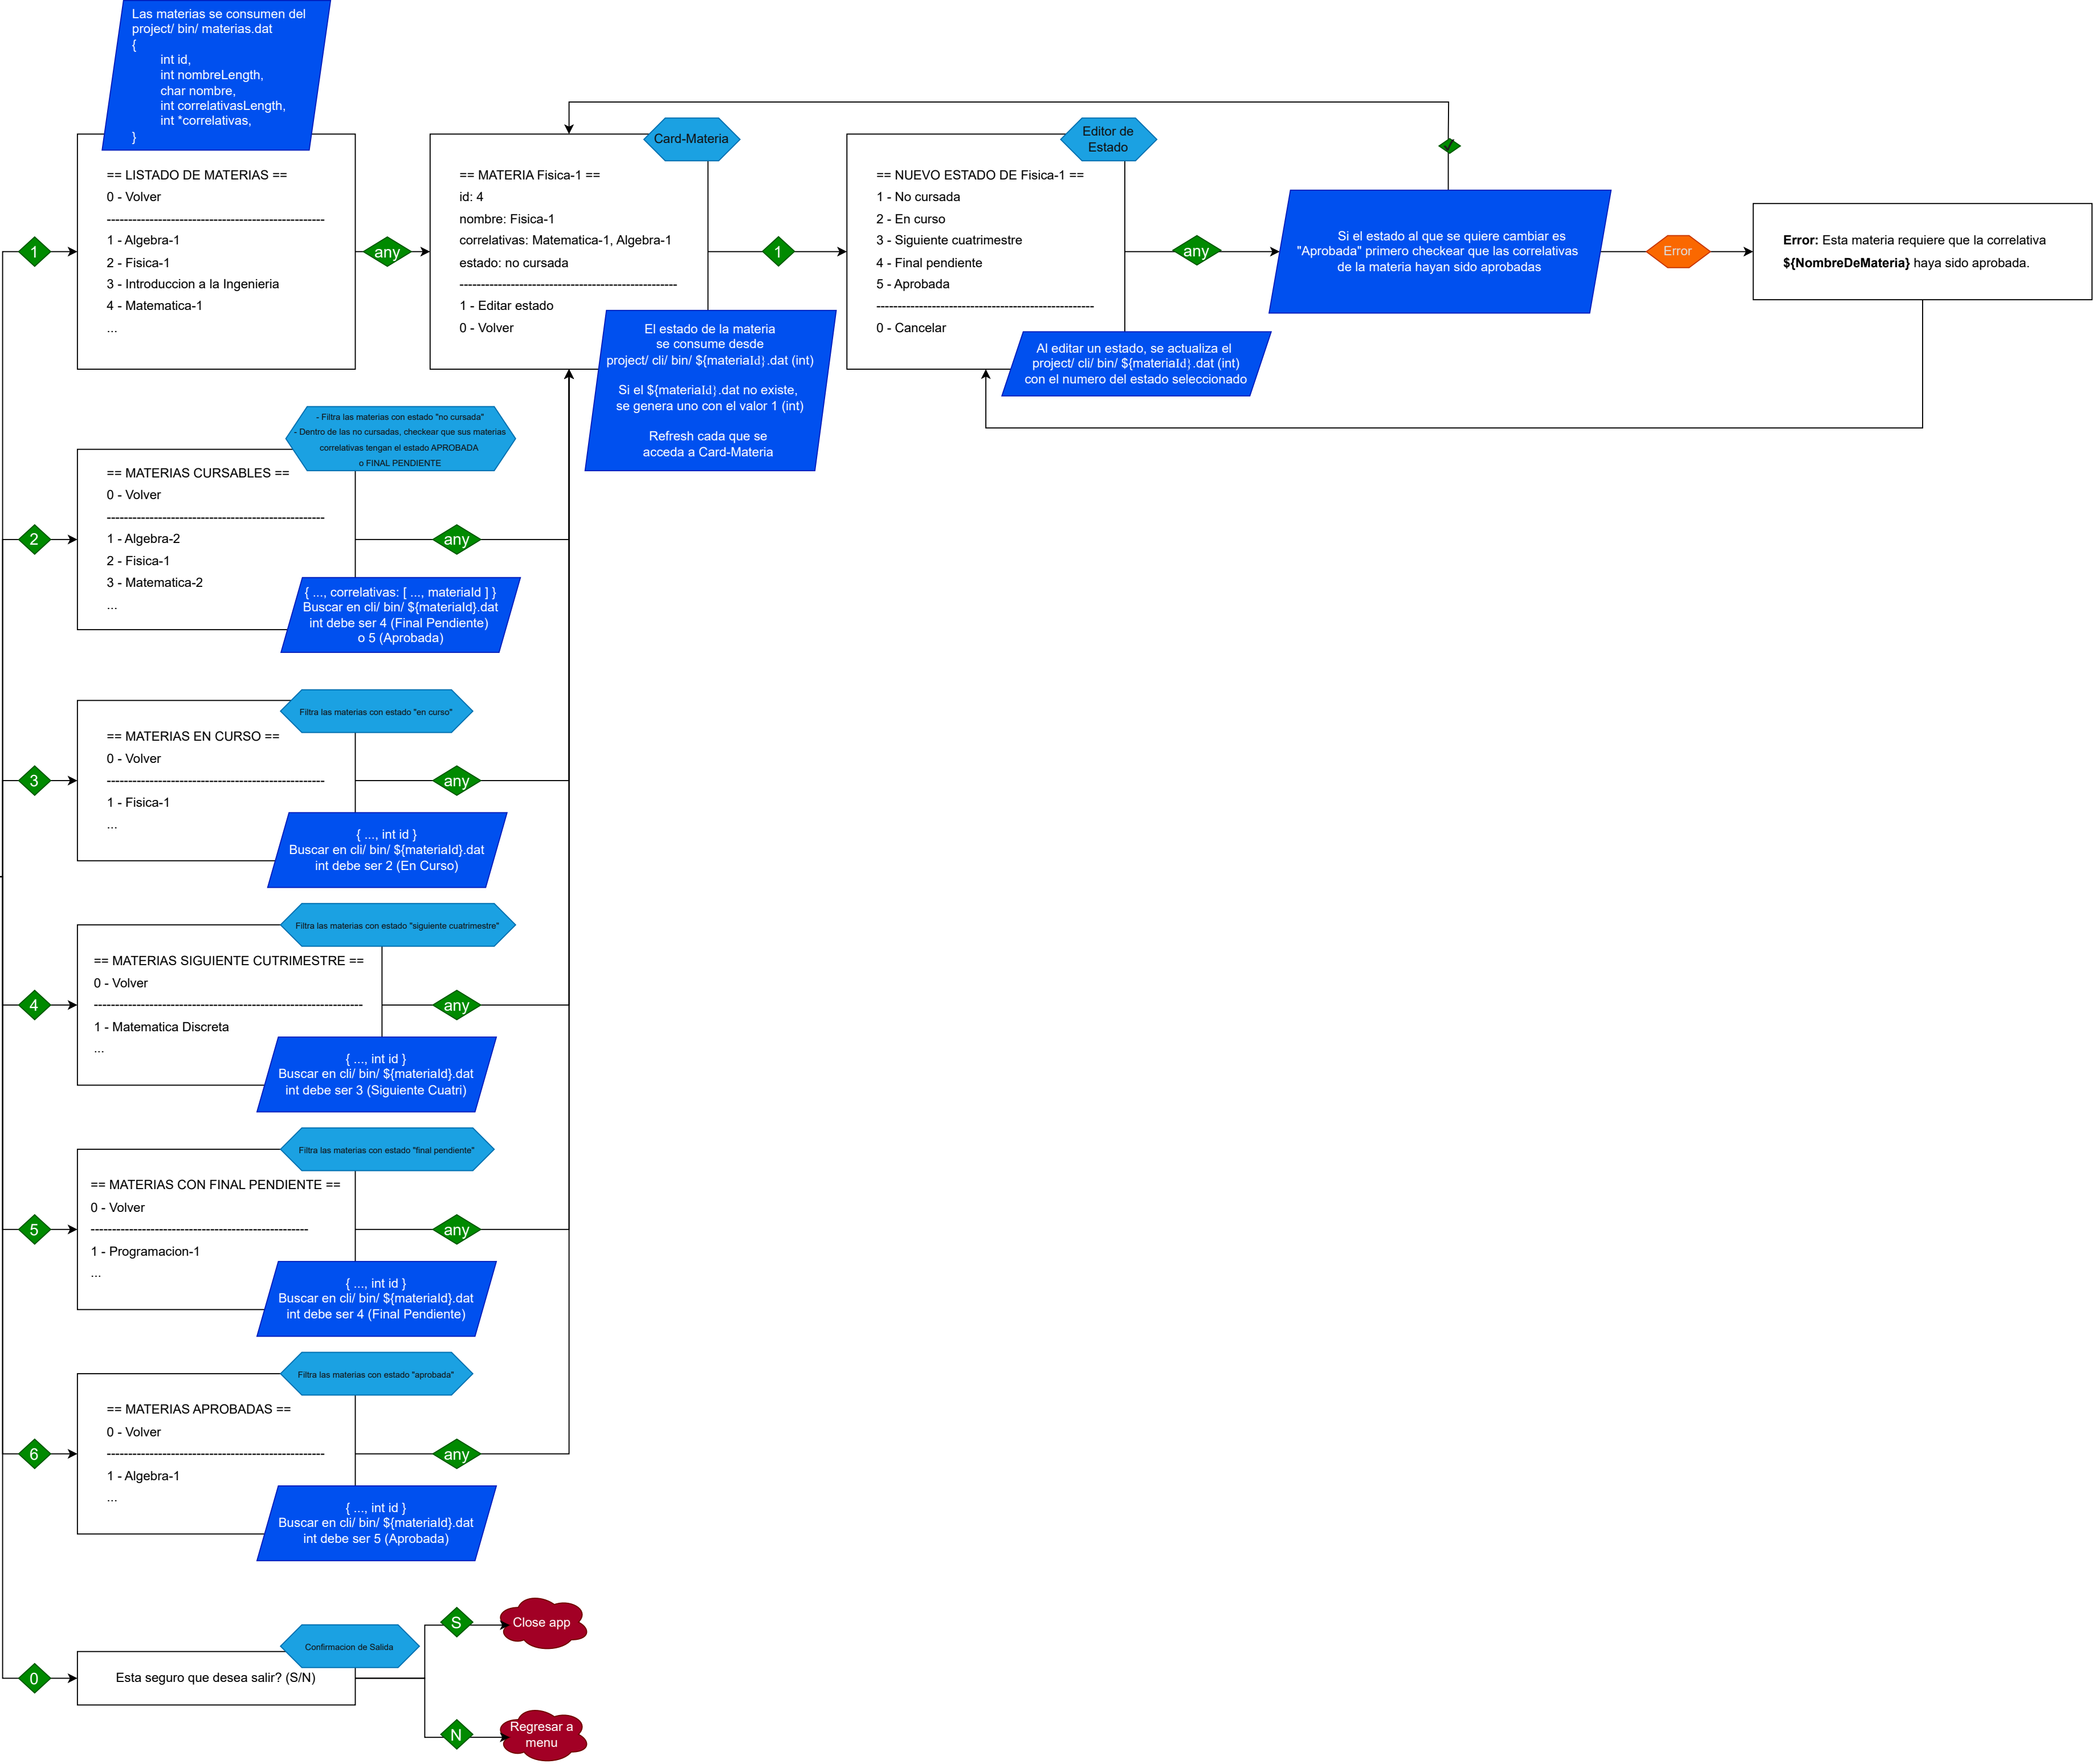 Las materias se consumen del
project/ bin/ materias.dat
{
int id,
int nombreLength,
char nombre,
int correlativasLength,
int *correlativas,
}
1
== LISTADO DE MATERIAS ==
0 - Volver
---------------------------------------------------
1 - Algebra-1
2 - Fisica-1
3 - Introduccion a la Ingenieria
4 - Matematica-1
...
any
Card-Materia
== MATERIA Fisica-1 ==
id: 4
nombre: Fisica-1
correlativas: Matematica-1, Algebra-1
estado: no cursada
---------------------------------------------------
1 - Editar estado
0 - Volver
El estado de la materia
se consume desde
project/ cli/ bin/ ${materiaId}.dat (int)
Si el ${materiaId}.dat no existe,
se genera uno con el valor 1 (int)
Refresh cada que se
acceda a Card-Materia
1
Editor de
Estado
== NUEVO ESTADO DE Fisica-1 ==
1 - No cursada
2 - En curso
3 - Siguiente cuatrimestre
4 - Final pendiente
5 - Aprobada
---------------------------------------------------
0 - Cancelar
Al editar un estado, se actualiza el
project/ cli/ bin/ ${materiaId}.dat (int)
con el numero del estado seleccionado
any
✓
Si el estado al que se quiere cambiar es
"Aprobada" primero checkear que las correlativas
de la materia hayan sido aprobadas
Error
Error: Esta materia requiere que la correlativa
${NombreDeMateria} haya sido aprobada.
2
- Filtra las materias con estado "no cursada"
- Dentro de las no cursadas, checkear que sus materias
correlativas tengan el estado APROBADA
o FINAL PENDIENTE
== MATERIAS CURSABLES ==
0 - Volver
---------------------------------------------------
1 - Algebra-2
2 - Fisica-1
3 - Matematica-2
...
any
{ ..., correlativas: [ ..., materiaId ] }
Buscar en cli/ bin/ ${materiaId}.dat
int debe ser 4 (Final Pendiente)
o 5 (Aprobada)
3
Filtra las materias con estado "en curso"
== MATERIAS EN CURSO ==
0 - Volver
---------------------------------------------------
1 - Fisica-1
...
any
{ ..., int id }
Buscar en cli/ bin/ ${materiaId}.dat
int debe ser 2 (En Curso)
4
Filtra las materias con estado "siguiente cuatrimestre"
== MATERIAS SIGUIENTE CUTRIMESTRE ==
0 - Volver
---------------------------------------------------------------
1 - Matematica Discreta
...
any
{ ..., int id }
Buscar en cli/ bin/ ${materiaId}.dat
int debe ser 3 (Siguiente Cuatri)
5
Filtra las materias con estado "final pendiente"
== MATERIAS CON FINAL PENDIENTE ==
0 - Volver
---------------------------------------------------
1 - Programacion-1
...
any
{ ..., int id }
Buscar en cli/ bin/ ${materiaId}.dat
int debe ser 4 (Final Pendiente)
6
Filtra las materias con estado "aprobada"
== MATERIAS APROBADAS ==
0 - Volver
---------------------------------------------------
1 - Algebra-1
...
any
{ ..., int id }
Buscar en cli/ bin/ ${materiaId}.dat
int debe ser 5 (Aprobada)
0
Confirmacion de Salida
Esta seguro que desea salir? (S/N)
S
Close app
N
Regresar a
menu